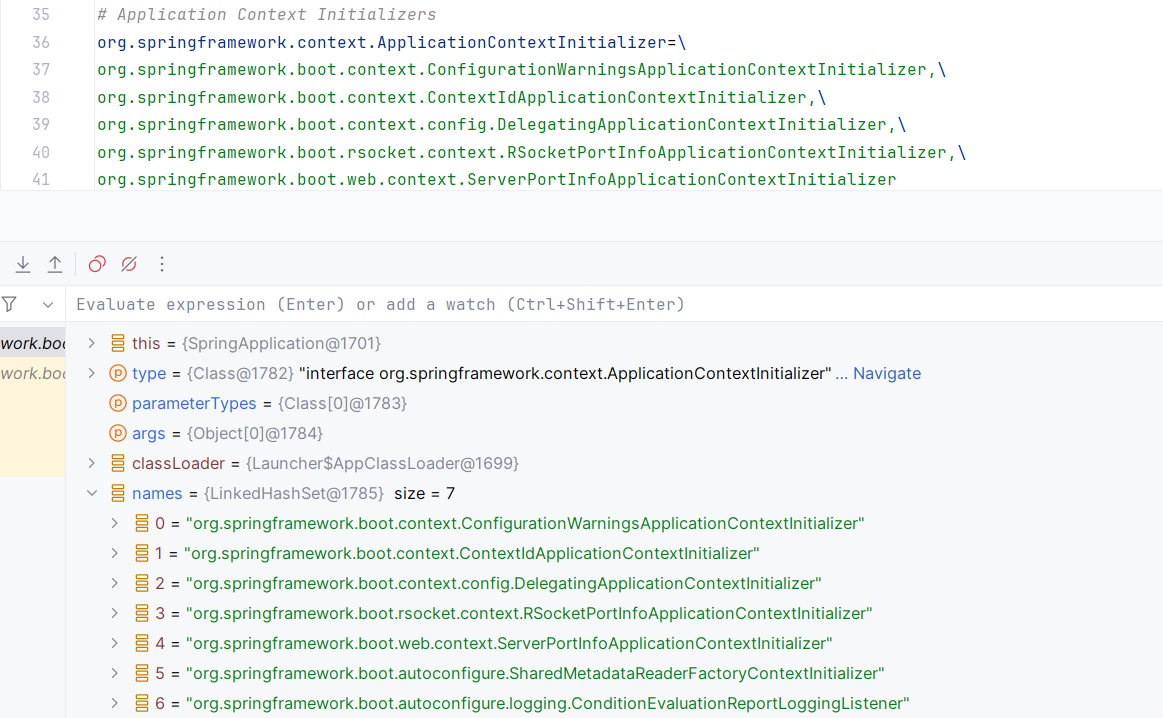 35 # Application Context Initializers
36 org.springframework.context.ApplicationContextInitializer=\
37 org.springframework.boot.context.ConfigurationWarningsApplicationContextInitializer,\
38 org.springframework.boot.context.ContextIdApplicationContextInitializer,\
39 org.springframework.boot.context.config.DelegatingApplicationContextInitializer,\
40 org.springframework.boot.rsocket.context.RSocketPortInfoApplicationContextInitializer,\
41 org.springframework.boot.web.context.ServerPortInfoApplicationContextInitializer
Evaluate expression (Enter) or add a watch (Ctrl+Shift+Enter)
work.boo this = {SpringApplication@1701}
work.boo type = {Class@1782} "interface org.springframework.context.ApplicationContextInitializer" ... Navigate
parameterTypes = {Class[0]@1783}
args = {Object[0]@1784}
classLoader = {Launcher$AppClassLoader@1699}
names = {LinkedHashSet@1785} size = 7
0 = "org.springframework.boot.context.ConfigurationWarningsApplicationContextInitializer"
1 = "org.springframework.boot.context.ContextIdApplicationContextInitializer"
2 = "org.springframework.boot.context.config.DelegatingApplicationContextInitializer"
3 = "org.springframework.boot.rsocket.context.RSocketPortInfoApplicationContextInitializer"
4 = "org.springframework.boot.web.context.ServerPortInfoApplicationContextInitializer"
5 = "org.springframework.boot.autoconfigure.SharedMetadataReaderFactoryContextInitializer"
6 = "org.springframework.boot.autoconfigure.logging.ConditionEvaluationReportLoggingListener"